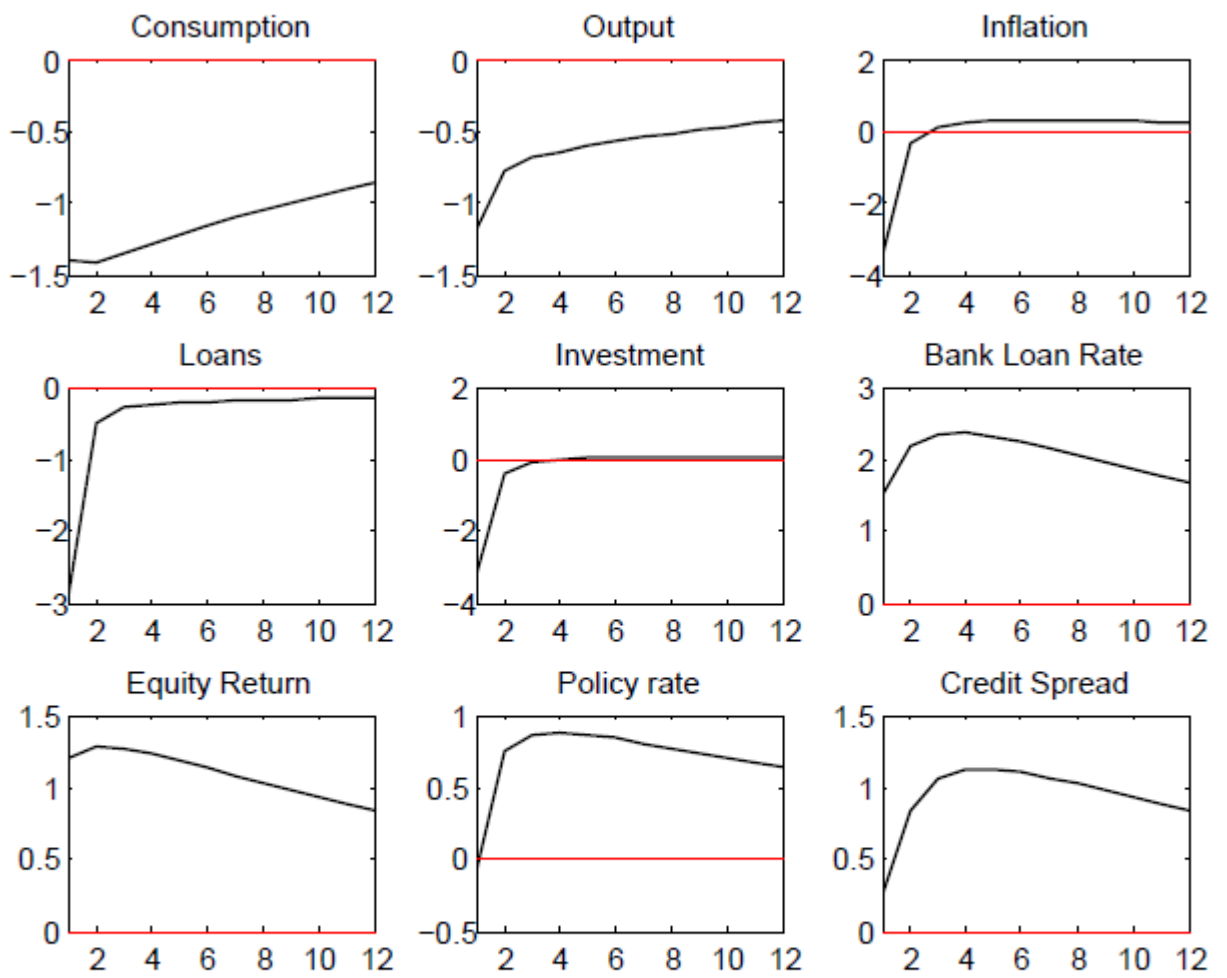 Consumption Output Inflation
0 0 2
−0.5 −0.5 0
−1 −1 −2
−1.5 −1.5 −4
2 4 6 8 10 12 2 4 6 8 10 12 2 4 6 8 10 12
Loans Investment Bank Loan Rate
0 2 3
−1 0 2
−2 −2 1
−3 −4 0
2 4 6 8 10 12 2 4 6 8 10 12 2 4 6 8 10 12
Equity Return Policy rate Credit Spread
1.5 1 1.5
1 0.5 1
0.5 0 0.5
0 −0.5 0
2 4 6 8 10 12 2 4 6 8 10 12 2 4 6 8 10 12